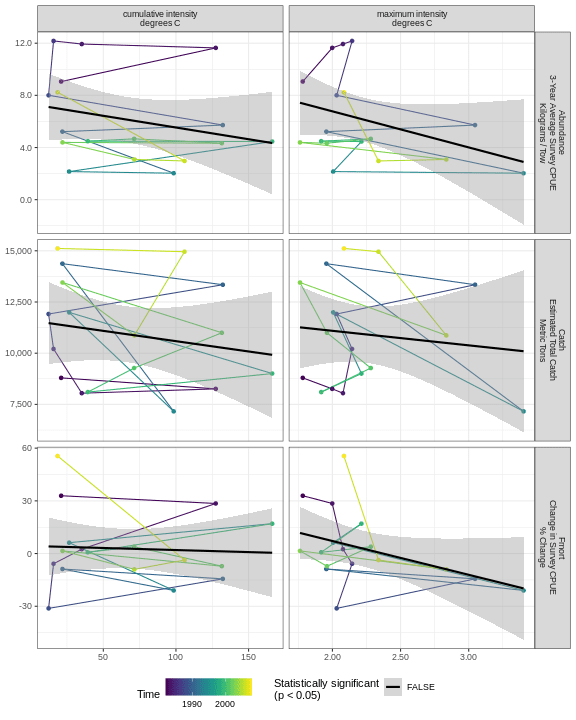 cumulative intensity
degrees C
maximum intensity
degrees C
12.0
8.0
4.0
0.0
Abundance
3-Year Average Survey CPUE
Kilograms / Tow
15,000
12,500
10,000
7,500
Catch
Estimated Total Catch
Metric Tons
60
30
0
-30
Fmort
Change in Survey CPUE
% Change
50
100
150
2.00
2.50
3.00
Time
1990
2000
Statistically significant
(p < 0.05)
FALSE